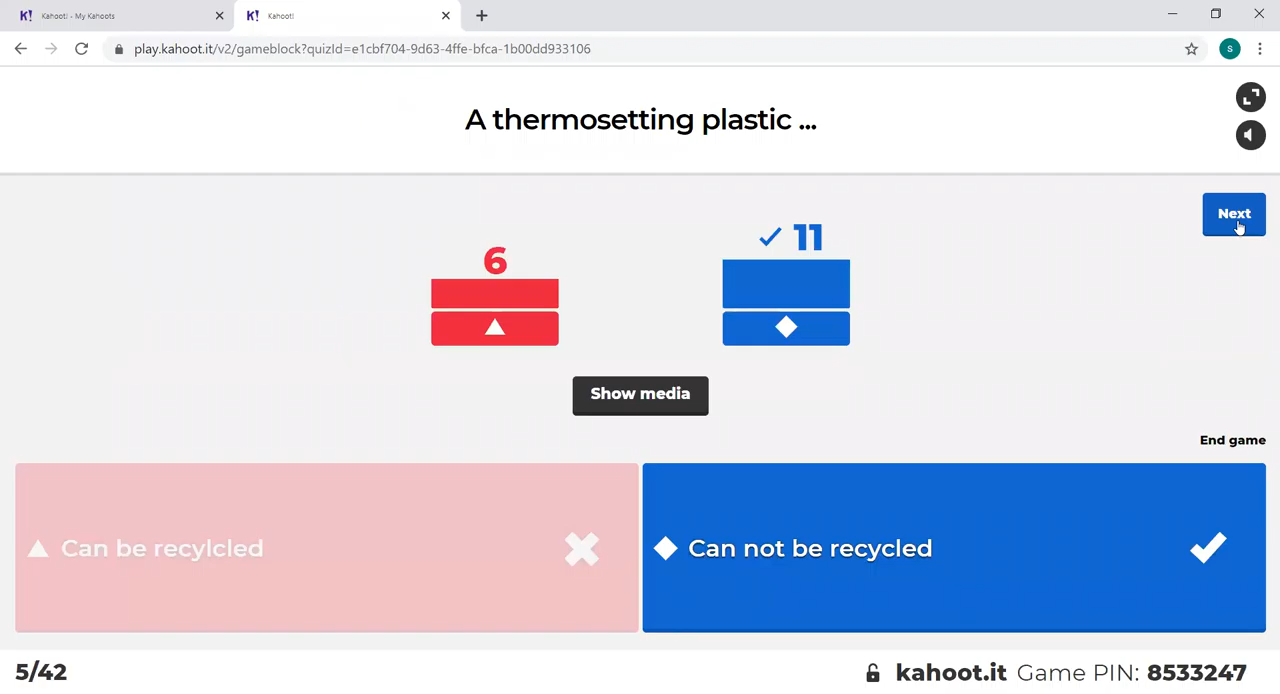 K! Kahoot! - My Kahoots
K! Kahoot!
play.kahoot.it/v2/gameblock?quizId=e1cbf704-9d63-4ffe-bfca-1b00dd933106
S
A thermosetting plastic ...
Next
6
11
Show media
End game
Can be recylcled
Can not be recycled
5/42
kahoot.it Game PIN: 8533247